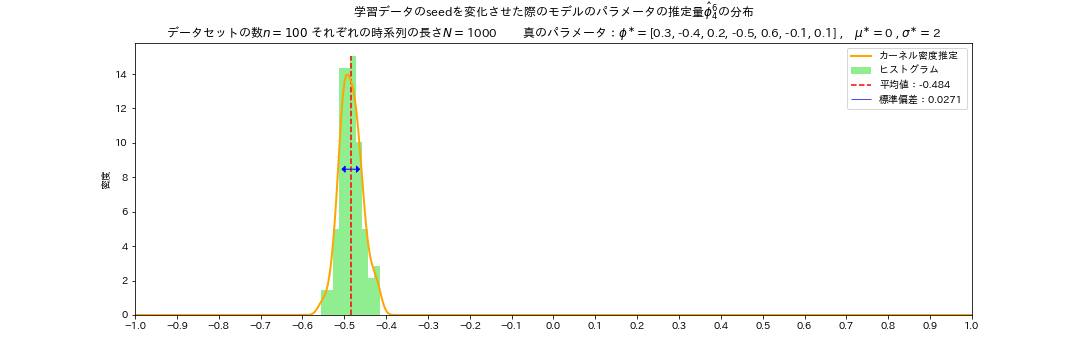 学習データのseedを変化させた際のモデルのパラメータの推定量$\hat{\phi}_4^6$の分布
データセットの数n = 100 それぞれの時系列の長さN = 1000 真のパラメータ：ϕ* = [0.3, -0.4, 0.2, -0.5, 0.6, -0.1, 0.1] , μ* = 0 , σ* = 2
カーネル密度推定
ヒストグラム
平均値：-0.484
標準偏差：0.0271
密度
14
12
10
8
6
4
2
0
−1.0 −0.9 −0.8 −0.7 −0.6 −0.5 −0.4 −0.3 −0.2 −0.1 0.0 0.1 0.2 0.3 0.4 0.5 0.6 0.7 0.8 0.9 1.0